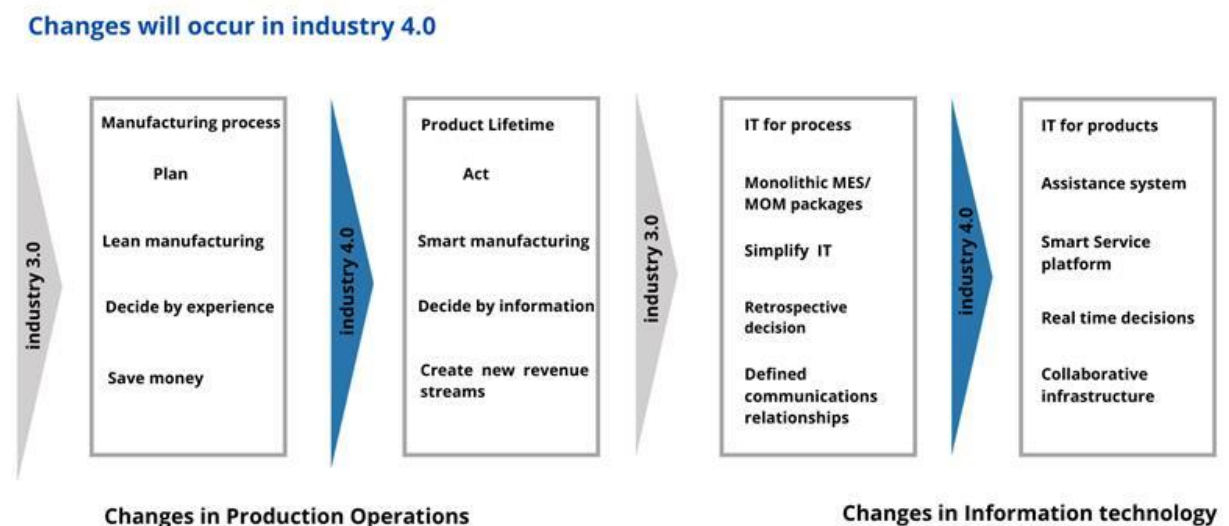 Changes will occur in industry 4.0
industry 3.0
Manufacturing process
Plan
Lean manufacturing
Decide by experience
Save money
industry 4.0
Product Lifetime
Act
Smart manufacturing
Decide by information
Create new revenue
streams
industry 3.0
IT for process
Monolithic MES/
MOM packages
Simplify IT
Retrospective
decision
Defined
communications
relationships
industry 4.0
IT for products
Assistance system
Smart Service
platform
Real time decisions
Collaborative
infrastructure
Changes in Production Operations
Changes in Information technology